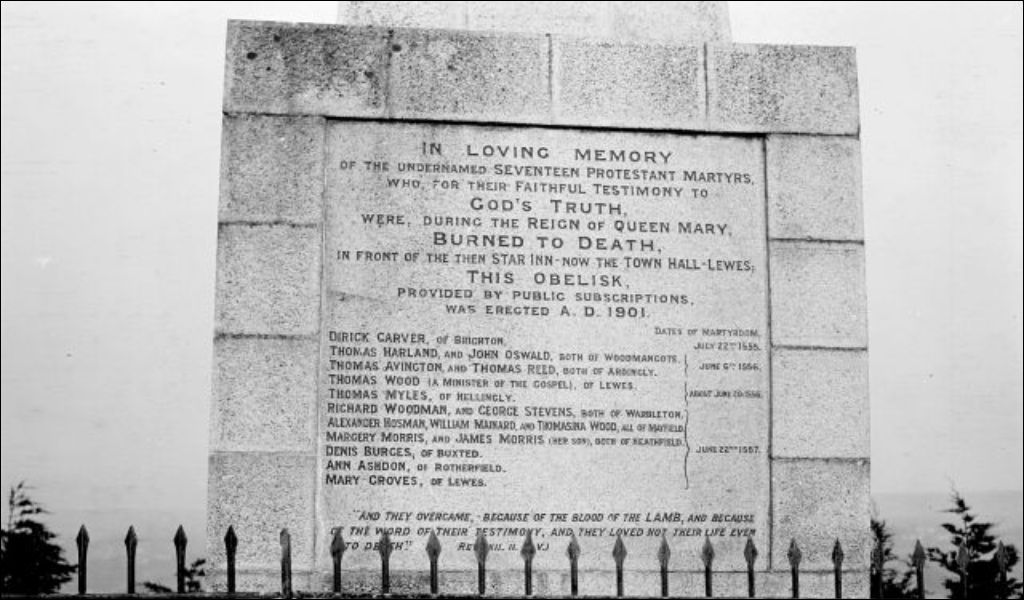 IN LOVING MEMORY
OF THE UNDERNAMED SEVENTEEN PROTESTANT MARTYRS,
WHO, FOR THEIR FAITHFUL TESTIMONY TO
GOD'S TRUTH,
WERE, DURING THE REIGN OF QUEEN MARY,
BURNED TO DEATH,
IN FRONT OF THE THEN STAR INN-NOW THE TOWN HALL-LEWES;
THIS OBELISK,
PROVIDED BY PUBLIC SUBSCRIPTIONS,
WAS ERECTED A. D. 1901.
DATES OF MARTYRDOM.
DIRICK CARVER, OF BRIGHTON. JULY 22ND 1555.
THOMAS HARLAND, AND JOHN OSWALD, BOTH OF WOODMANCOTE.
THOMAS AVINGTON, AND THOMAS REED, BOTH OF ARDINGLY. JUNE 6TH 1556.
THOMAS WOOD (A MINISTER OF THE GOSPEL), OF LEWES.
THOMAS MYLES, OF HELLINGLY. ABOUT JUNE 20 1556.
RICHARD WOODMAN, AND GEORGE STEVENS, BOTH OF WARBLETON.
ALEXANDER HOSMAN, WILLIAM MAINARD, AND THOMASINA WOOD, ALL OF MAYFIELD.
MARGERY MORRIS, AND JAMES MORRIS (HER SON), BOTH OF HEATHFIELD.
DENIS BURGES, OF BUXTED. JUNE 22ND 1557.
ANN ASHDON, OF ROTHERFIELD.
MARY GROVES, OF LEWES.
"AND THEY OVERCAME, BECAUSE OF THE BLOOD OF THE LAMB, AND BECAUSE
OF THE WORD OF THEIR TESTIMONY, AND THEY LOVED NOT THEIR LIFE EVEN
TO DEATH"